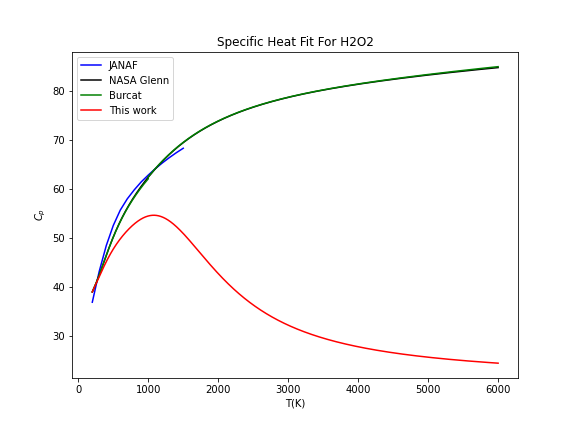 Specific Heat Fit For H2O2
JANAF
NASA Glenn
Burcat
This work
80
70
60
50
40
30
C_p
0
1000
2000
3000
4000
5000
6000
T(K)